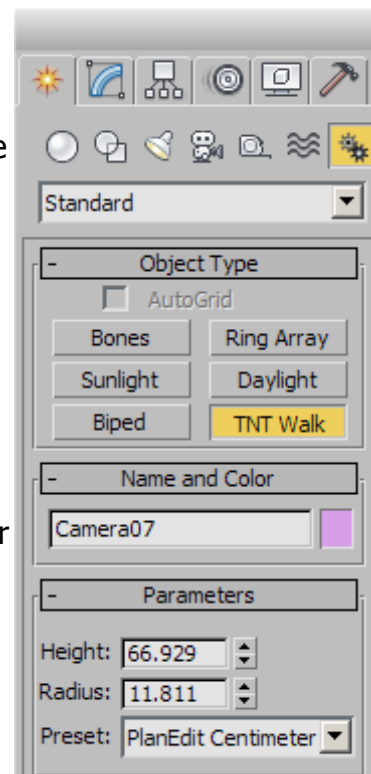 e
Standard
- Object Type
AutoGrid
Bones Ring Array
Sunlight Daylight
Biped TNT Walk
- Name and Color
r Camera07
- Parameters
Height: 66.929
Radius: 11.811
Preset: PlanEdit Centimeter